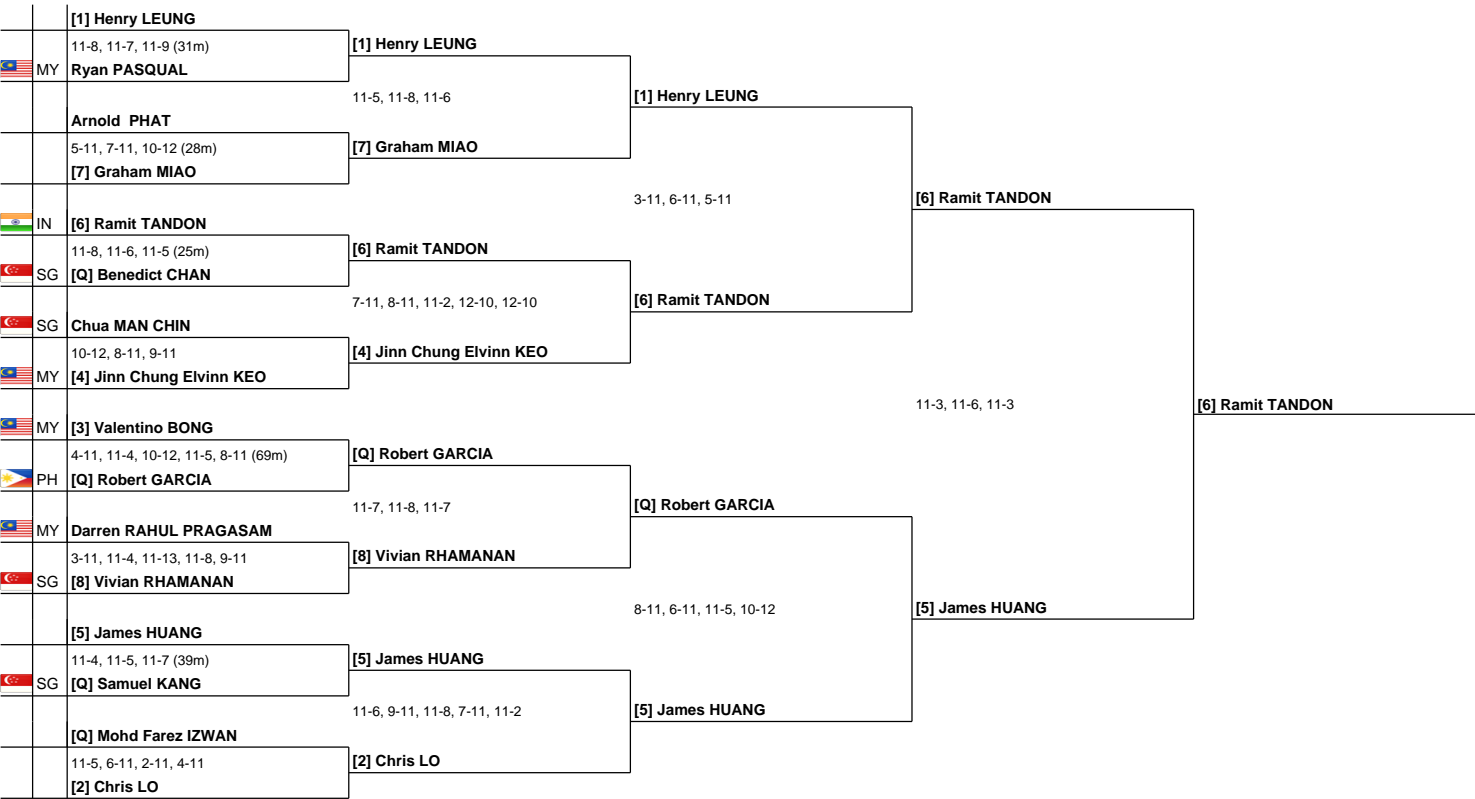 [1] Henry LEUNG
11-8, 11-7, 11-9 (31m)
[1] Henry LEUNG
MY Ryan PASQUAL
11-5, 11-8, 11-6
[1] Henry LEUNG
Arnold PHAT
5-11, 7-11, 10-12 (28m)
[7] Graham MIAO
[7] Graham MIAO
3-11, 6-11, 5-11
[6] Ramit TANDON
IN [6] Ramit TANDON
11-8, 11-6, 11-5 (25m)
[6] Ramit TANDON
SG [Q] Benedict CHAN
7-11, 8-11, 11-2, 12-10, 12-10
[6] Ramit TANDON
SG Chua MAN CHIN
10-12, 8-11, 9-11
[4] Jinn Chung Elvinn KEO
MY [4] Jinn Chung Elvinn KEO
11-3, 11-6, 11-3
[6] Ramit TANDON
MY [3] Valentino BONG
4-11, 11-4, 10-12, 11-5, 8-11 (69m)
[Q] Robert GARCIA
PH [Q] Robert GARCIA
11-7, 11-8, 11-7
[Q] Robert GARCIA
MY Darren RAHUL PRAGASAM
3-11, 11-4, 11-13, 11-8, 9-11
[8] Vivian RHAMANAN
SG [8] Vivian RHAMANAN
8-11, 6-11, 11-5, 10-12
[5] James HUANG
[5] James HUANG
11-4, 11-5, 11-7 (39m)
[5] James HUANG
SG [Q] Samuel KANG
11-6, 9-11, 11-8, 7-11, 11-2
[5] James HUANG
[Q] Mohd Farez IZWAN
11-5, 6-11, 2-11, 4-11
[2] Chris LO
[2] Chris LO